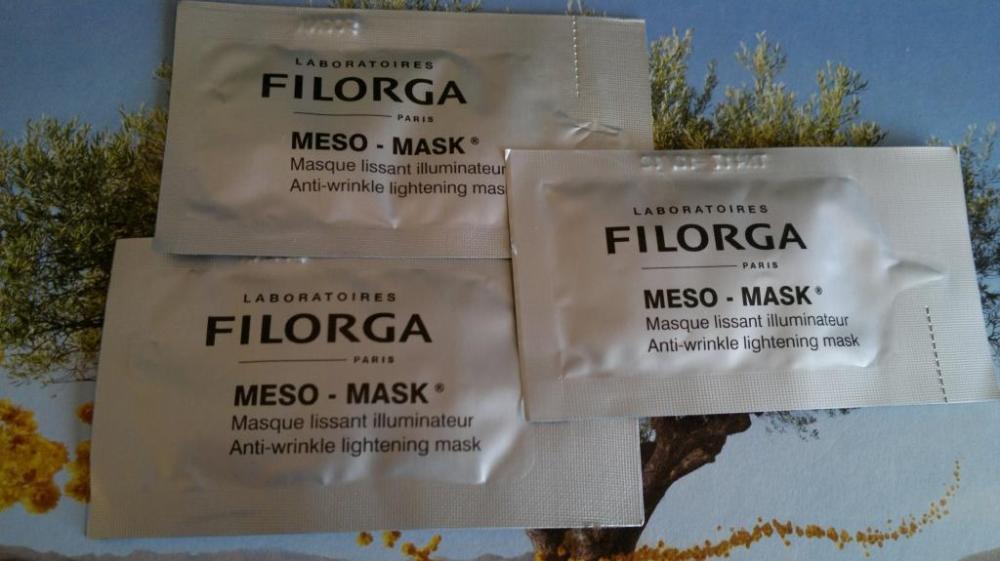 LABORATOIRES
FILORGA
PARIS
MESO - MASK®
Masque lissant illuminateur
Anti-wrinkle lightening mas
LABORATOIRES
FILORGA
PARIS
MESO - MASK®
Masque lissant illuminateur
Anti-wrinkle lightening mask
LABORATOIRES
FILORGA
PARIS
MESO - MASK®
Masque lissant illuminateur
Anti-wrinkle lightening mask